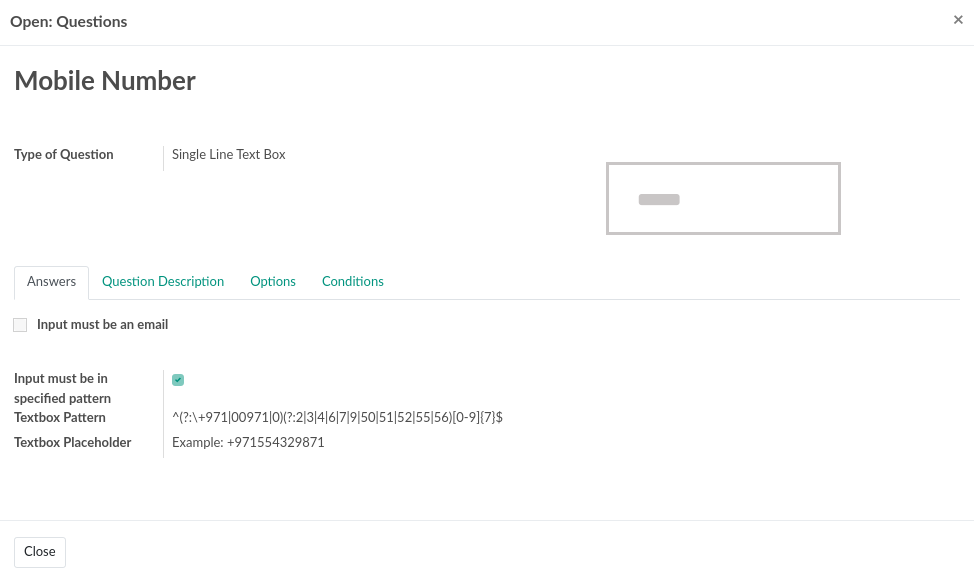 Open: Questions
×
Mobile Number
Type of Question
Single Line Text Box
Answers
Question Description
Options
Conditions
Input must be an email
Input must be in
specified pattern
Textbox Pattern
^(?:\+971|00971|0)(?:2|3|4|6|7|9|50|51|52|55|56)[0-9]{7}$
Textbox Placeholder
Example: +971554329871
Close